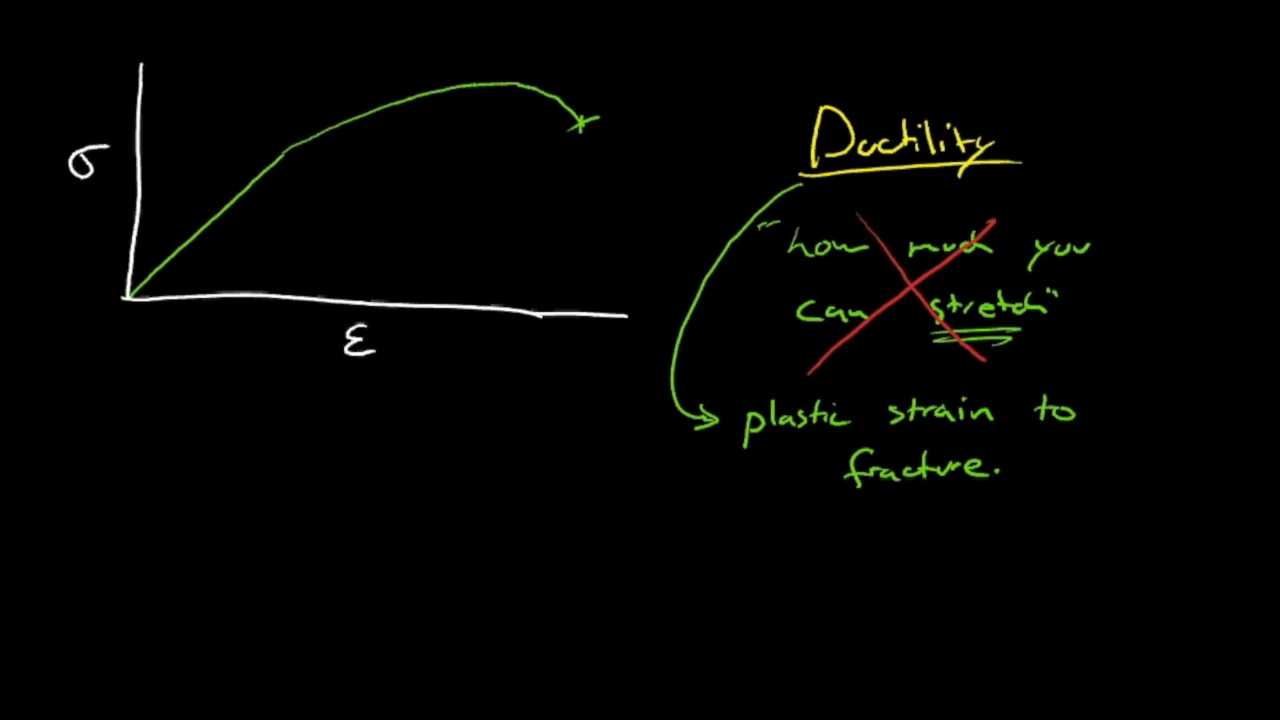 σ
ε
Ductility
"how much you
can stretch"
plastic strain to
fracture.